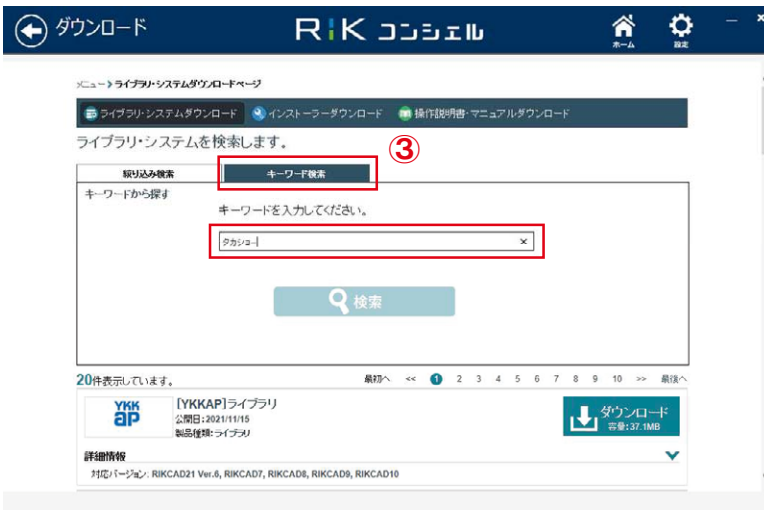 ダウンロード
RiK コンシェル
ホーム
設定
メニュー > ライブラリ・システムダウンロードページ
ライブラリ・システムダウンロード インストーラーダウンロード 操作説明書・マニュアルダウンロード
ライブラリ・システムを検索します。
③
絞り込み検索 キーワード検索
キーワードから探す
キーワードを入力してください。
タカショー ×
検索
20件表示しています。 最初へ << 1 2 3 4 5 6 7 8 9 10 >> 最後へ
YKK ap
[YKKAP]ライブラリ
公開日:2021/11/15
製品種類:ライブラリ
ダウンロード
容量:37.1MB
詳細情報
対応バージョン: RIKCAD21 Ver.6, RIKCAD7, RIKCAD8, RIKCAD9, RIKCAD10